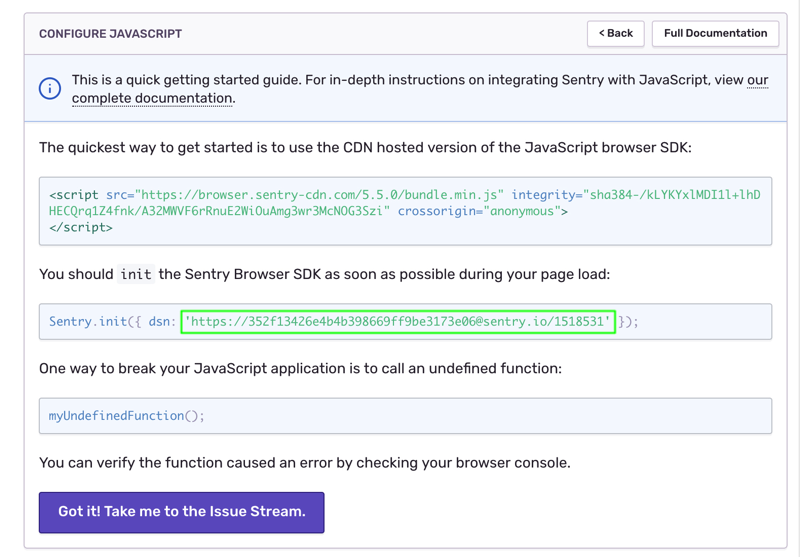 CONFIGURE JAVASCRIPT
< Back
Full Documentation
This is a quick getting started guide. For in-depth instructions on integrating Sentry with JavaScript, view our
complete documentation.
The quickest way to get started is to use the CDN hosted version of the JavaScript browser SDK:
<script src="https://browser.sentry-cdn.com/5.5.0/bundle.min.js" integrity="sha384-/kLYKYxlMDI1l+lhD
HECQrq1Z4fnk/A32MWVF6rRnuE2WiOuAmg3wr3McNOG3Szi" crossorigin="anonymous">
</script>
You should init the Sentry Browser SDK as soon as possible during your page load:
Sentry.init({ dsn: 'https://352f13426e4b4b398669ff9be3173e06@sentry.io/1518531' });
One way to break your JavaScript application is to call an undefined function:
myUndefinedFunction();
You can verify the function caused an error by checking your browser console.
Got it! Take me to the Issue Stream.